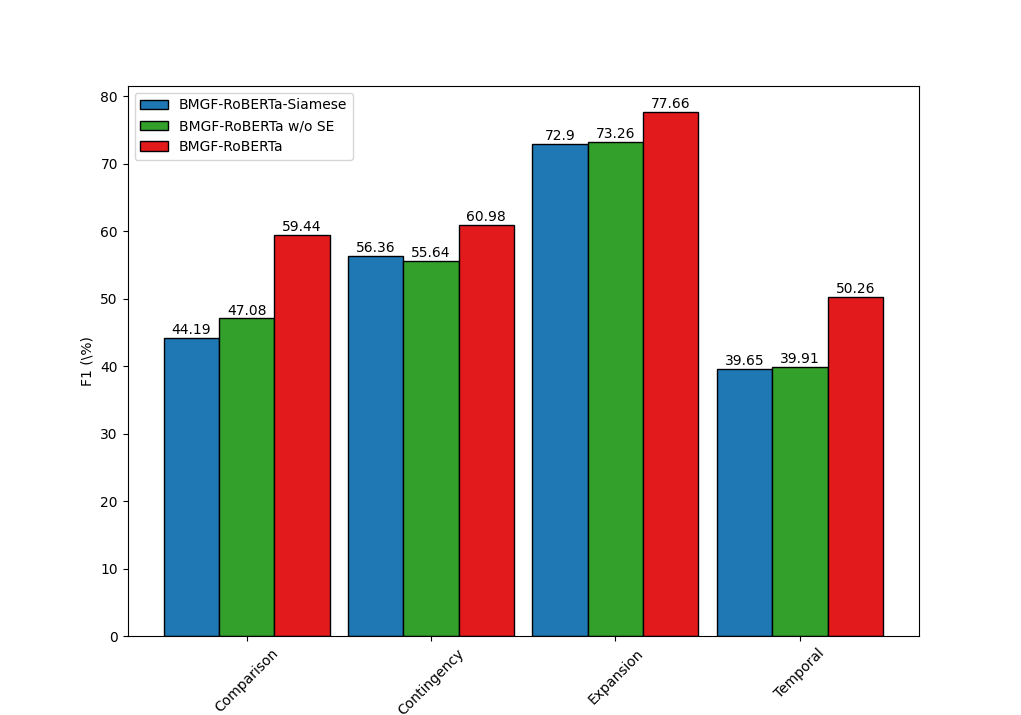 BMGF-RoBERTa-Siamese
BMGF-RoBERTa w/o SE
BMGF-RoBERTa
F1 (\%)
80
70
60
50
40
30
20
10
0
44.19
47.08
59.44
56.36
55.64
60.98
72.9
73.26
77.66
39.65
39.91
50.26
Comparison
Contingency
Expansion
Temporal